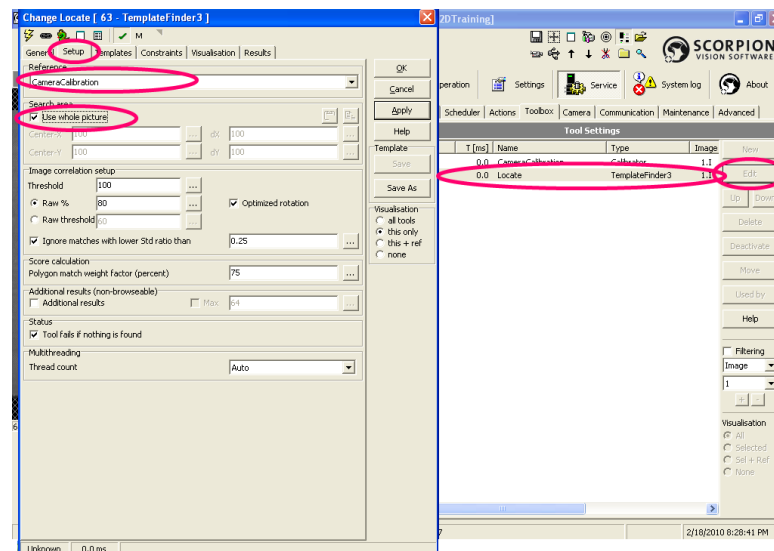 Change Locate [ 63 - TemplateFinder3 ]
M
General Setup Templates Constraints Visualisation Results
Reference
CameraCalibration
Search area
Use whole picture
Center-X 100 ... dX 100 ...
Center-Y 100 ... dY 100 ...
Image correlation setup
Threshold 100 ...
Raw % 80 ... Optimized rotation
Raw threshold 60 ...
Ignore matches with lower Std ratio than 0.25 ...
Score calculation
Polygon match weight factor (percent) 75 ...
Additional results (non-browseable)
Additional results Max 64 ...
Status
Tool fails if nothing is found
Multithreading
Thread count Auto
Unknown 0.0 ms
OK
Cancel
Apply
Help
Template
Save
Save As
Visualisation
all tools
this only
this + ref
none
2DTraining]
SCORPION
VISION SOFTWARE
peration Settings Service System log About
Scheduler Actions Toolbox Camera Communication Maintenance Advanced
Tool Settings
T [ms] Name Type Image
0.0 CameraCalibration Calibrator 1.I
0.0 Locate TemplateFinder3 1.I
New
Edit
Up Down
Delete
Deactivate
Move
Used by
Help
Filtering
Image
1
+ -
Visualisation
All
Selected
Sel + Ref
None
2/18/2010 8:28:41 PM